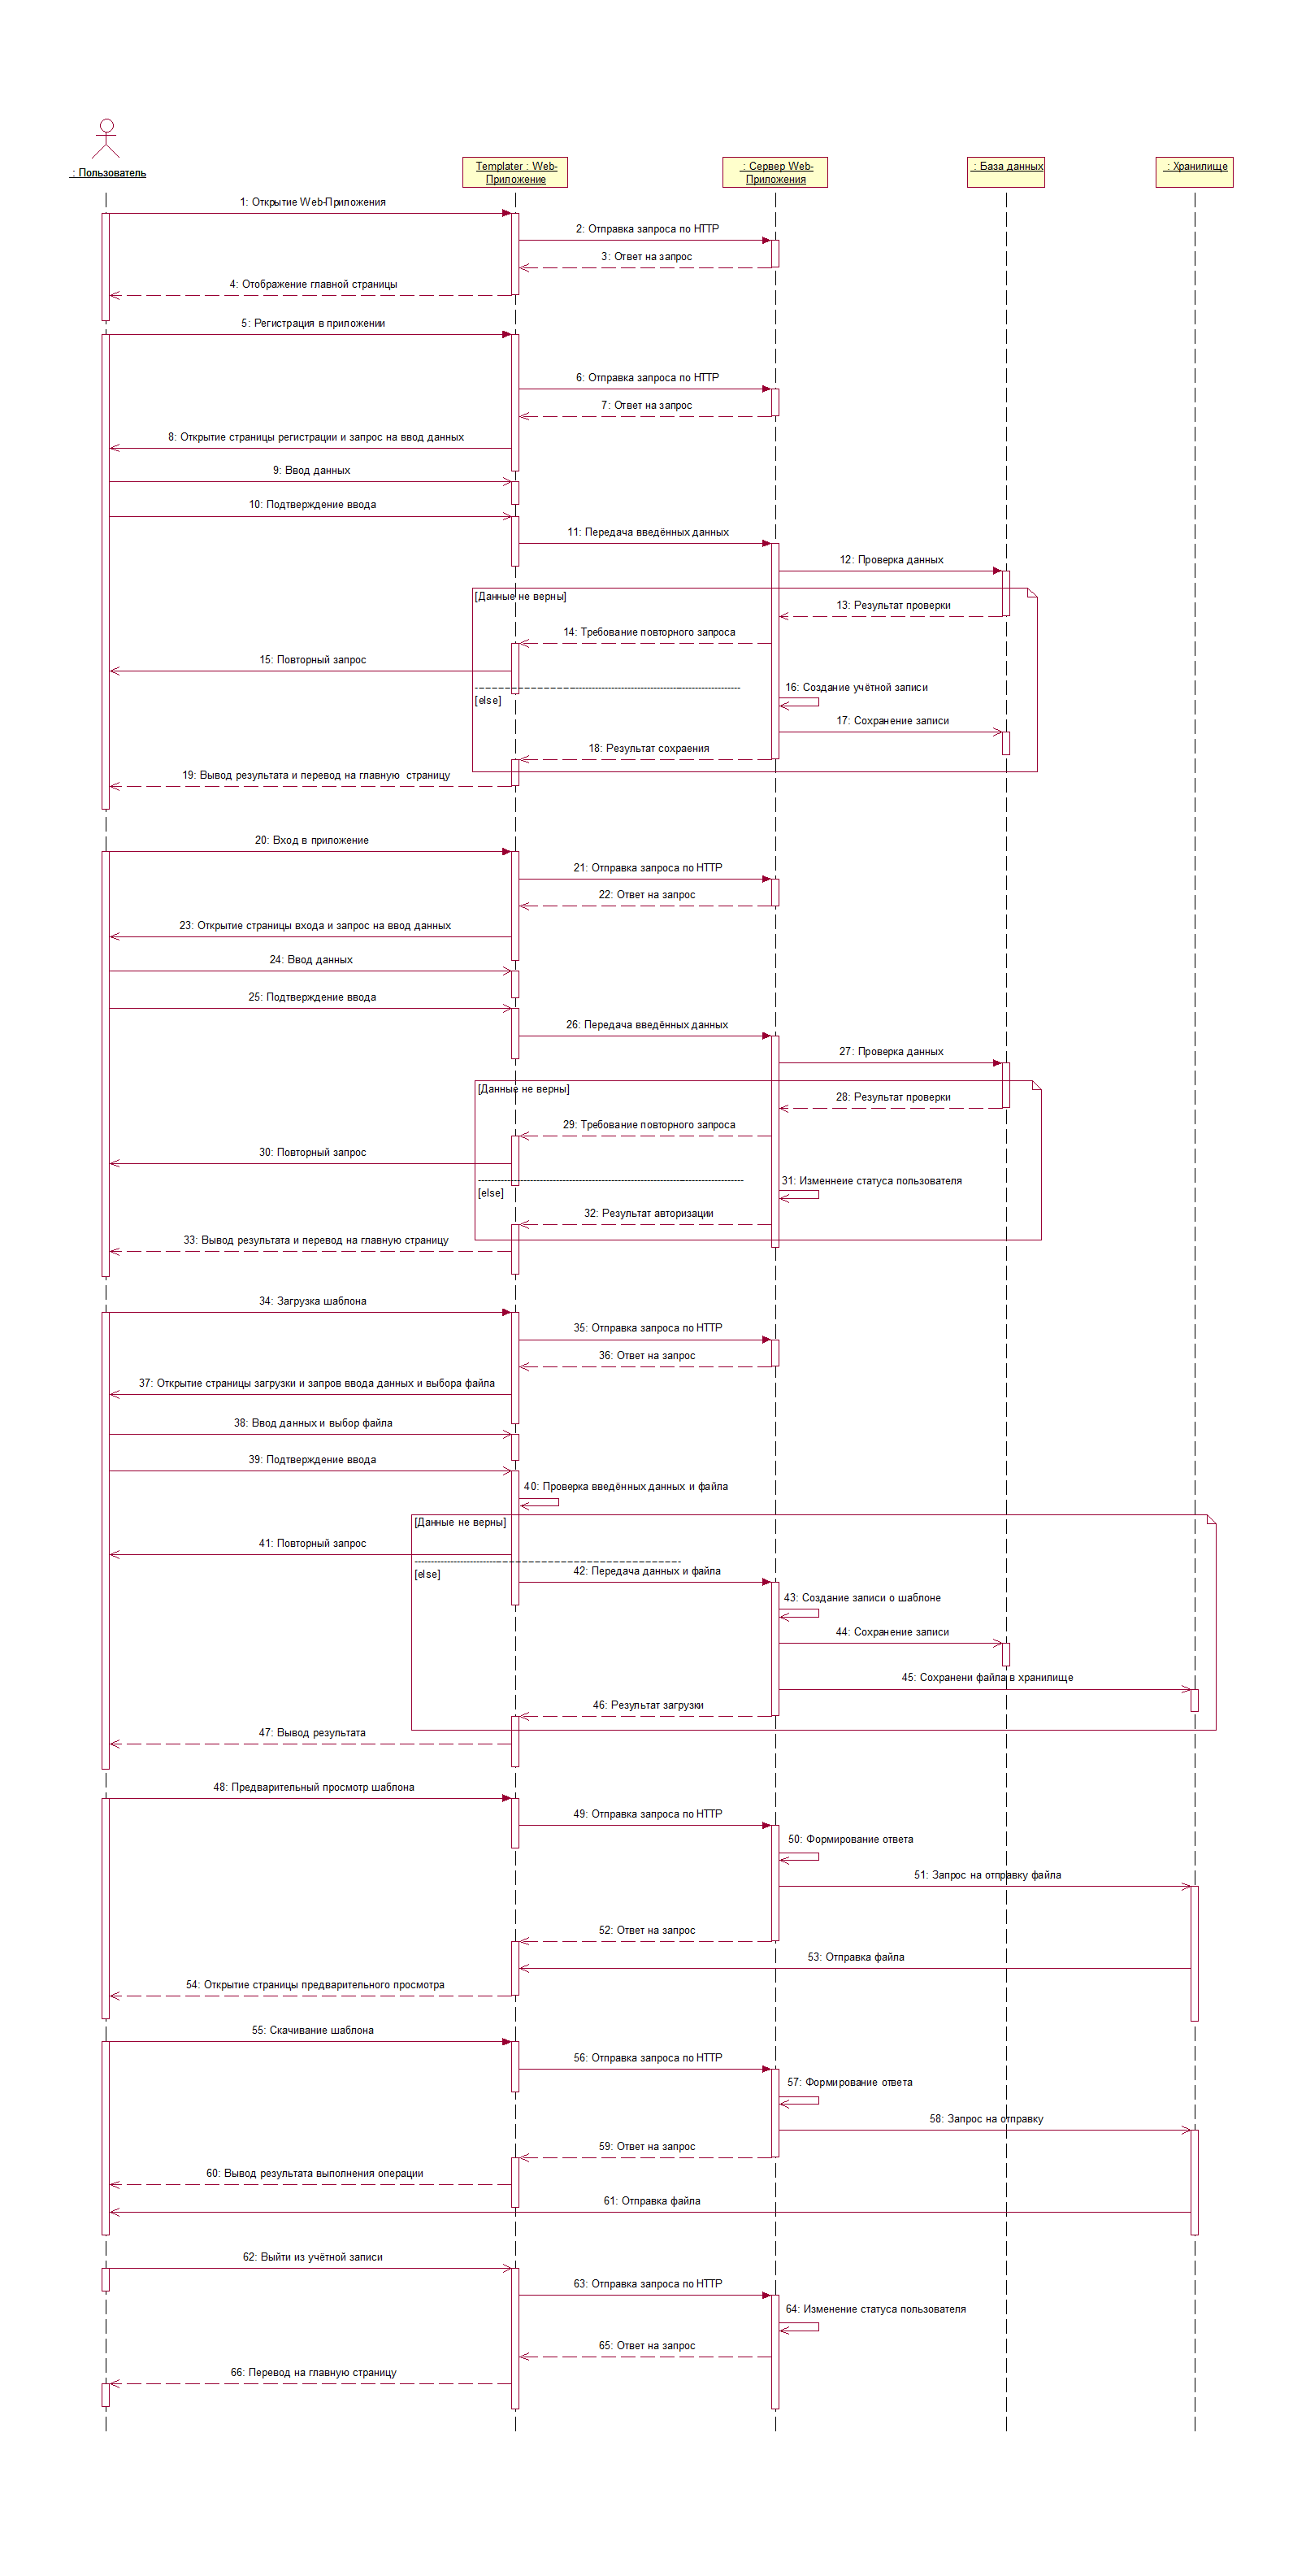 : Пользователь
Templater : Web-
Приложение
: Сервер Web-
Приложения
: База данных
: Хранилище
1: Открытие Web-Приложения
2: Отправка запроса по HTTP
3: Ответ на запрос
4: Отображение главной страницы
5: Регистрация в приложении
6: Отправка запроса по HTTP
7: Ответ на запрос
8: Открытие страницы регистрации и запрос на ввод данных
9: Ввод данных
10: Подтверждение ввода
11: Передача введённых данных
12: Проверка данных
[Данные не верны]
13: Результат проверки
14: Требование повторного запроса
15: Повторный запрос
16: Создание учётной записи
[else]
17: Сохранение записи
18: Результат сохраения
19: Вывод результата и перевод на главную страницу
20: Вход в приложение
21: Отправка запроса по HTTP
22: Ответ на запрос
23: Открытие страницы входа и запрос на ввод данных
24: Ввод данных
25: Подтверждение ввода
26: Передача введённых данных
27: Проверка данных
[Данные не верны]
28: Результат проверки
29: Требование повторного запроса
30: Повторный запрос
31: Изменнеие статуса пользователя
[else]
32: Результат авторизации
33: Вывод результата и перевод на главную страницу
34: Загрузка шаблона
35: Отправка запроса по HTTP
36: Ответ на запрос
37: Открытие страницы загрузки и запров ввода данных и выбора файла
38: Ввод данных и выбор файла
39: Подтверждение ввода
40: Проверка введённых данных и файла
[Данные не верны]
41: Повторный запрос
[else]
42: Передача данных и файла
43: Создание записи о шаблоне
44: Сохранение записи
45: Сохранени файла в хранилище
46: Результат загрузки
47: Вывод результата
48: Предварительный просмотр шаблона
49: Отправка запроса по HTTP
50: Формирование ответа
51: Запрос на отправку файла
52: Ответ на запрос
53: Отправка файла
54: Открытие страницы предварительного просмотра
55: Скачивание шаблона
56: Отправка запроса по HTTP
57: Формирование ответа
58: Запрос на отправку
59: Ответ на запрос
60: Вывод результата выполнения операции
61: Отправка файла
62: Выйти из учётной записи
63: Отправка запроса по HTTP
64: Изменение статуса пользователя
65: Ответ на запрос
66: Перевод на главную страницу